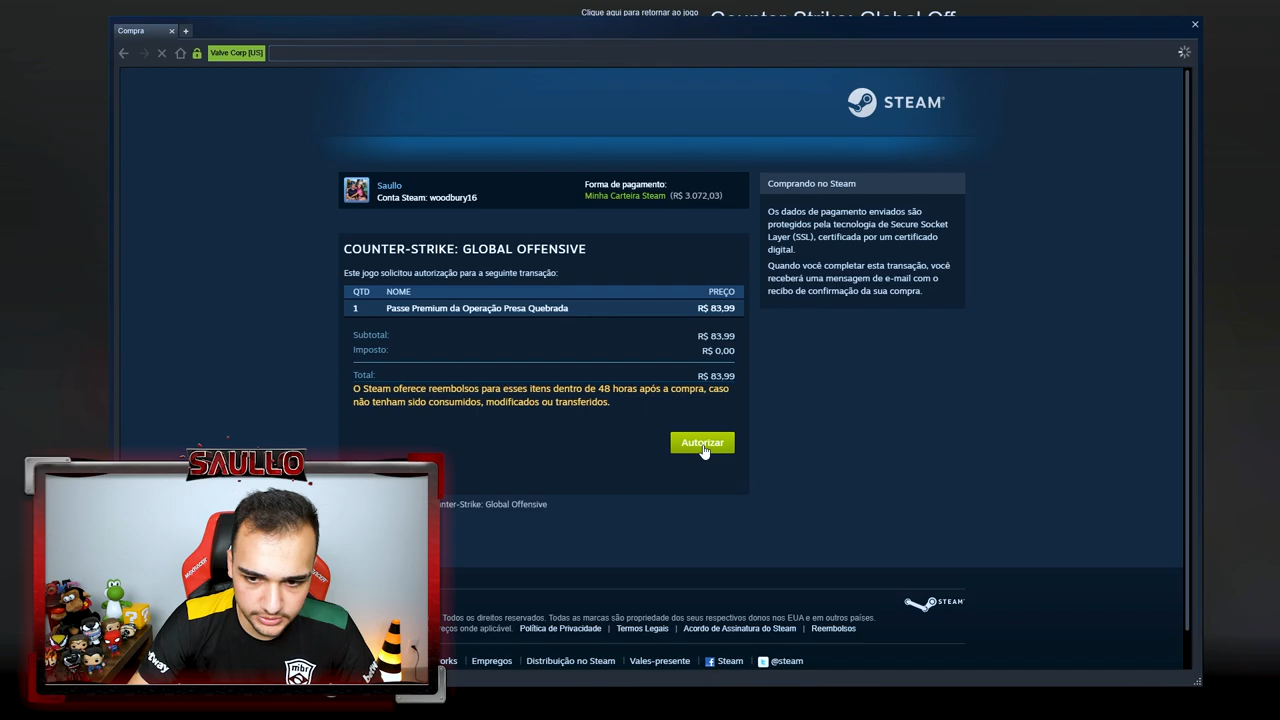 Clique aqui para retornar ao jogo
Compra
Valve Corp [US]
STEAM
Saullo
Conta Steam: woodbury16
Forma de pagamento:
Minha Carteira Steam (R$ 3.072,03)
Comprando no Steam
Os dados de pagamento enviados são
protegidos pela tecnologia de Secure Socket
Layer (SSL), certificada por um certificado
digital.
Quando você completar esta transação, você
receberá uma mensagem de e-mail com o
recibo de confirmação da sua compra.
COUNTER-STRIKE: GLOBAL OFFENSIVE
Este jogo solicitou autorização para a seguinte transação:
QTD NOME PREÇO
1 Passe Premium da Operação Presa Quebrada R$ 83,99
Subtotal: R$ 83,99
Imposto: R$ 0,00
Total: R$ 83,99
O Steam oferece reembolsos para esses itens dentro de 48 horas após a compra, caso
não tenham sido consumidos, modificados ou transferidos.
Autorizar
SAULLO
nter-Strike: Global Offensive
STEAM
Todos os direitos reservados. Todas as marcas são propriedade dos seus respectivos donos nos EUA e em outros países.
onde aplicável. Política de Privacidade | Termos Legais | Acordo de Assinatura do Steam | Reembolsos
Empregos | Distribuição no Steam | Vales-presente | Steam | @steam
MAXRACER
mibr
betway